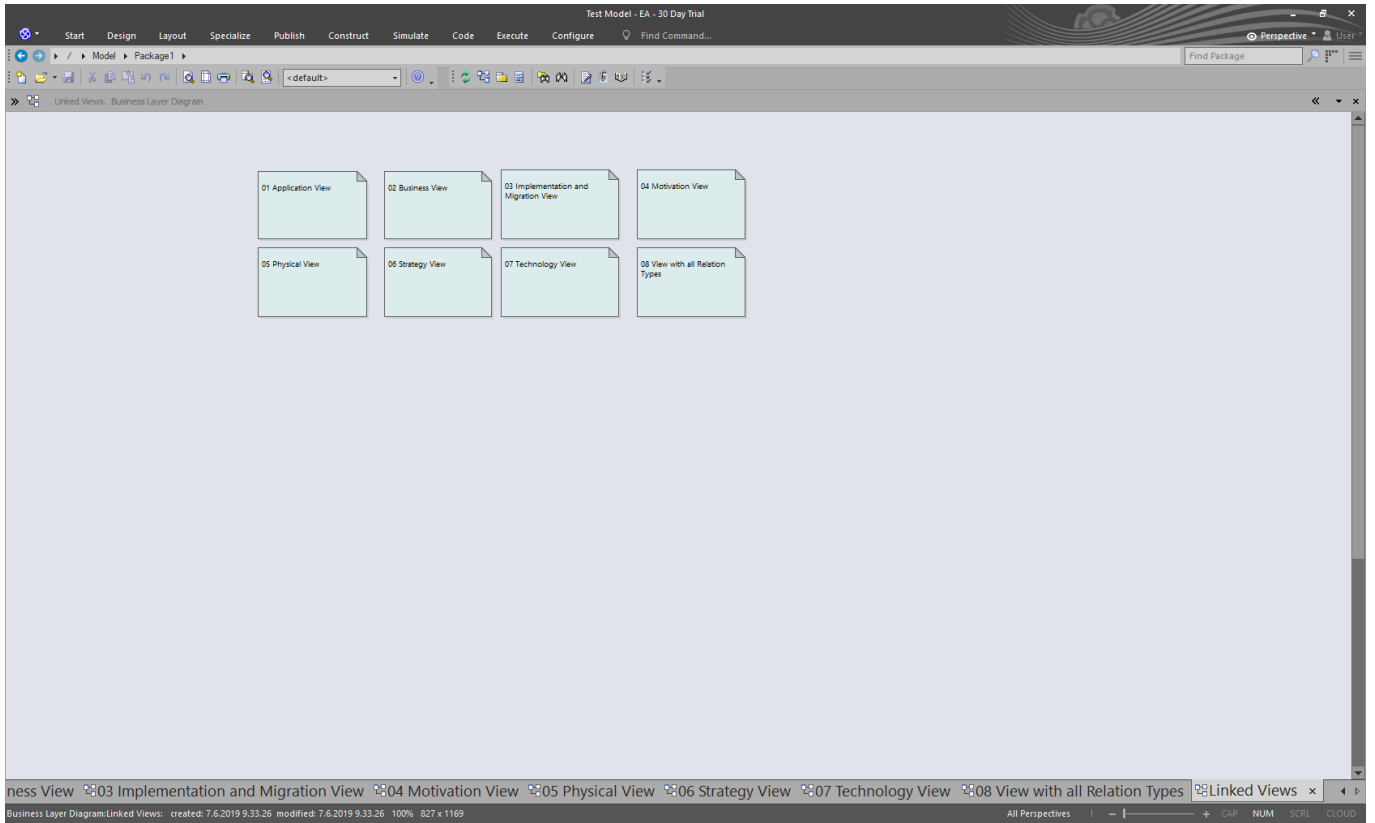 Test Model - EA - 30 Day Trial
Start Design Layout Specialize Publish Construct Simulate Code Execute Configure Find Command... Perspective User
/ Model Package1 Find Package
<default>
Linked Views. Business Layer Diagram
01 Application View
02 Business View
03 Implementation and
Migration View
04 Motivation View
05 Physical View
06 Strategy View
07 Technology View
08 View with all Relation
Types
ness View 03 Implementation and Migration View 04 Motivation View 05 Physical View 06 Strategy View 07 Technology View 08 View with all Relation Types Linked Views
Business Layer Diagram:Linked Views: created: 7.6.2019 9.33.26 modified: 7.6.2019 9.33.26 100% 827 x 1169 All Perspectives CAP NUM SCRL CLOUD